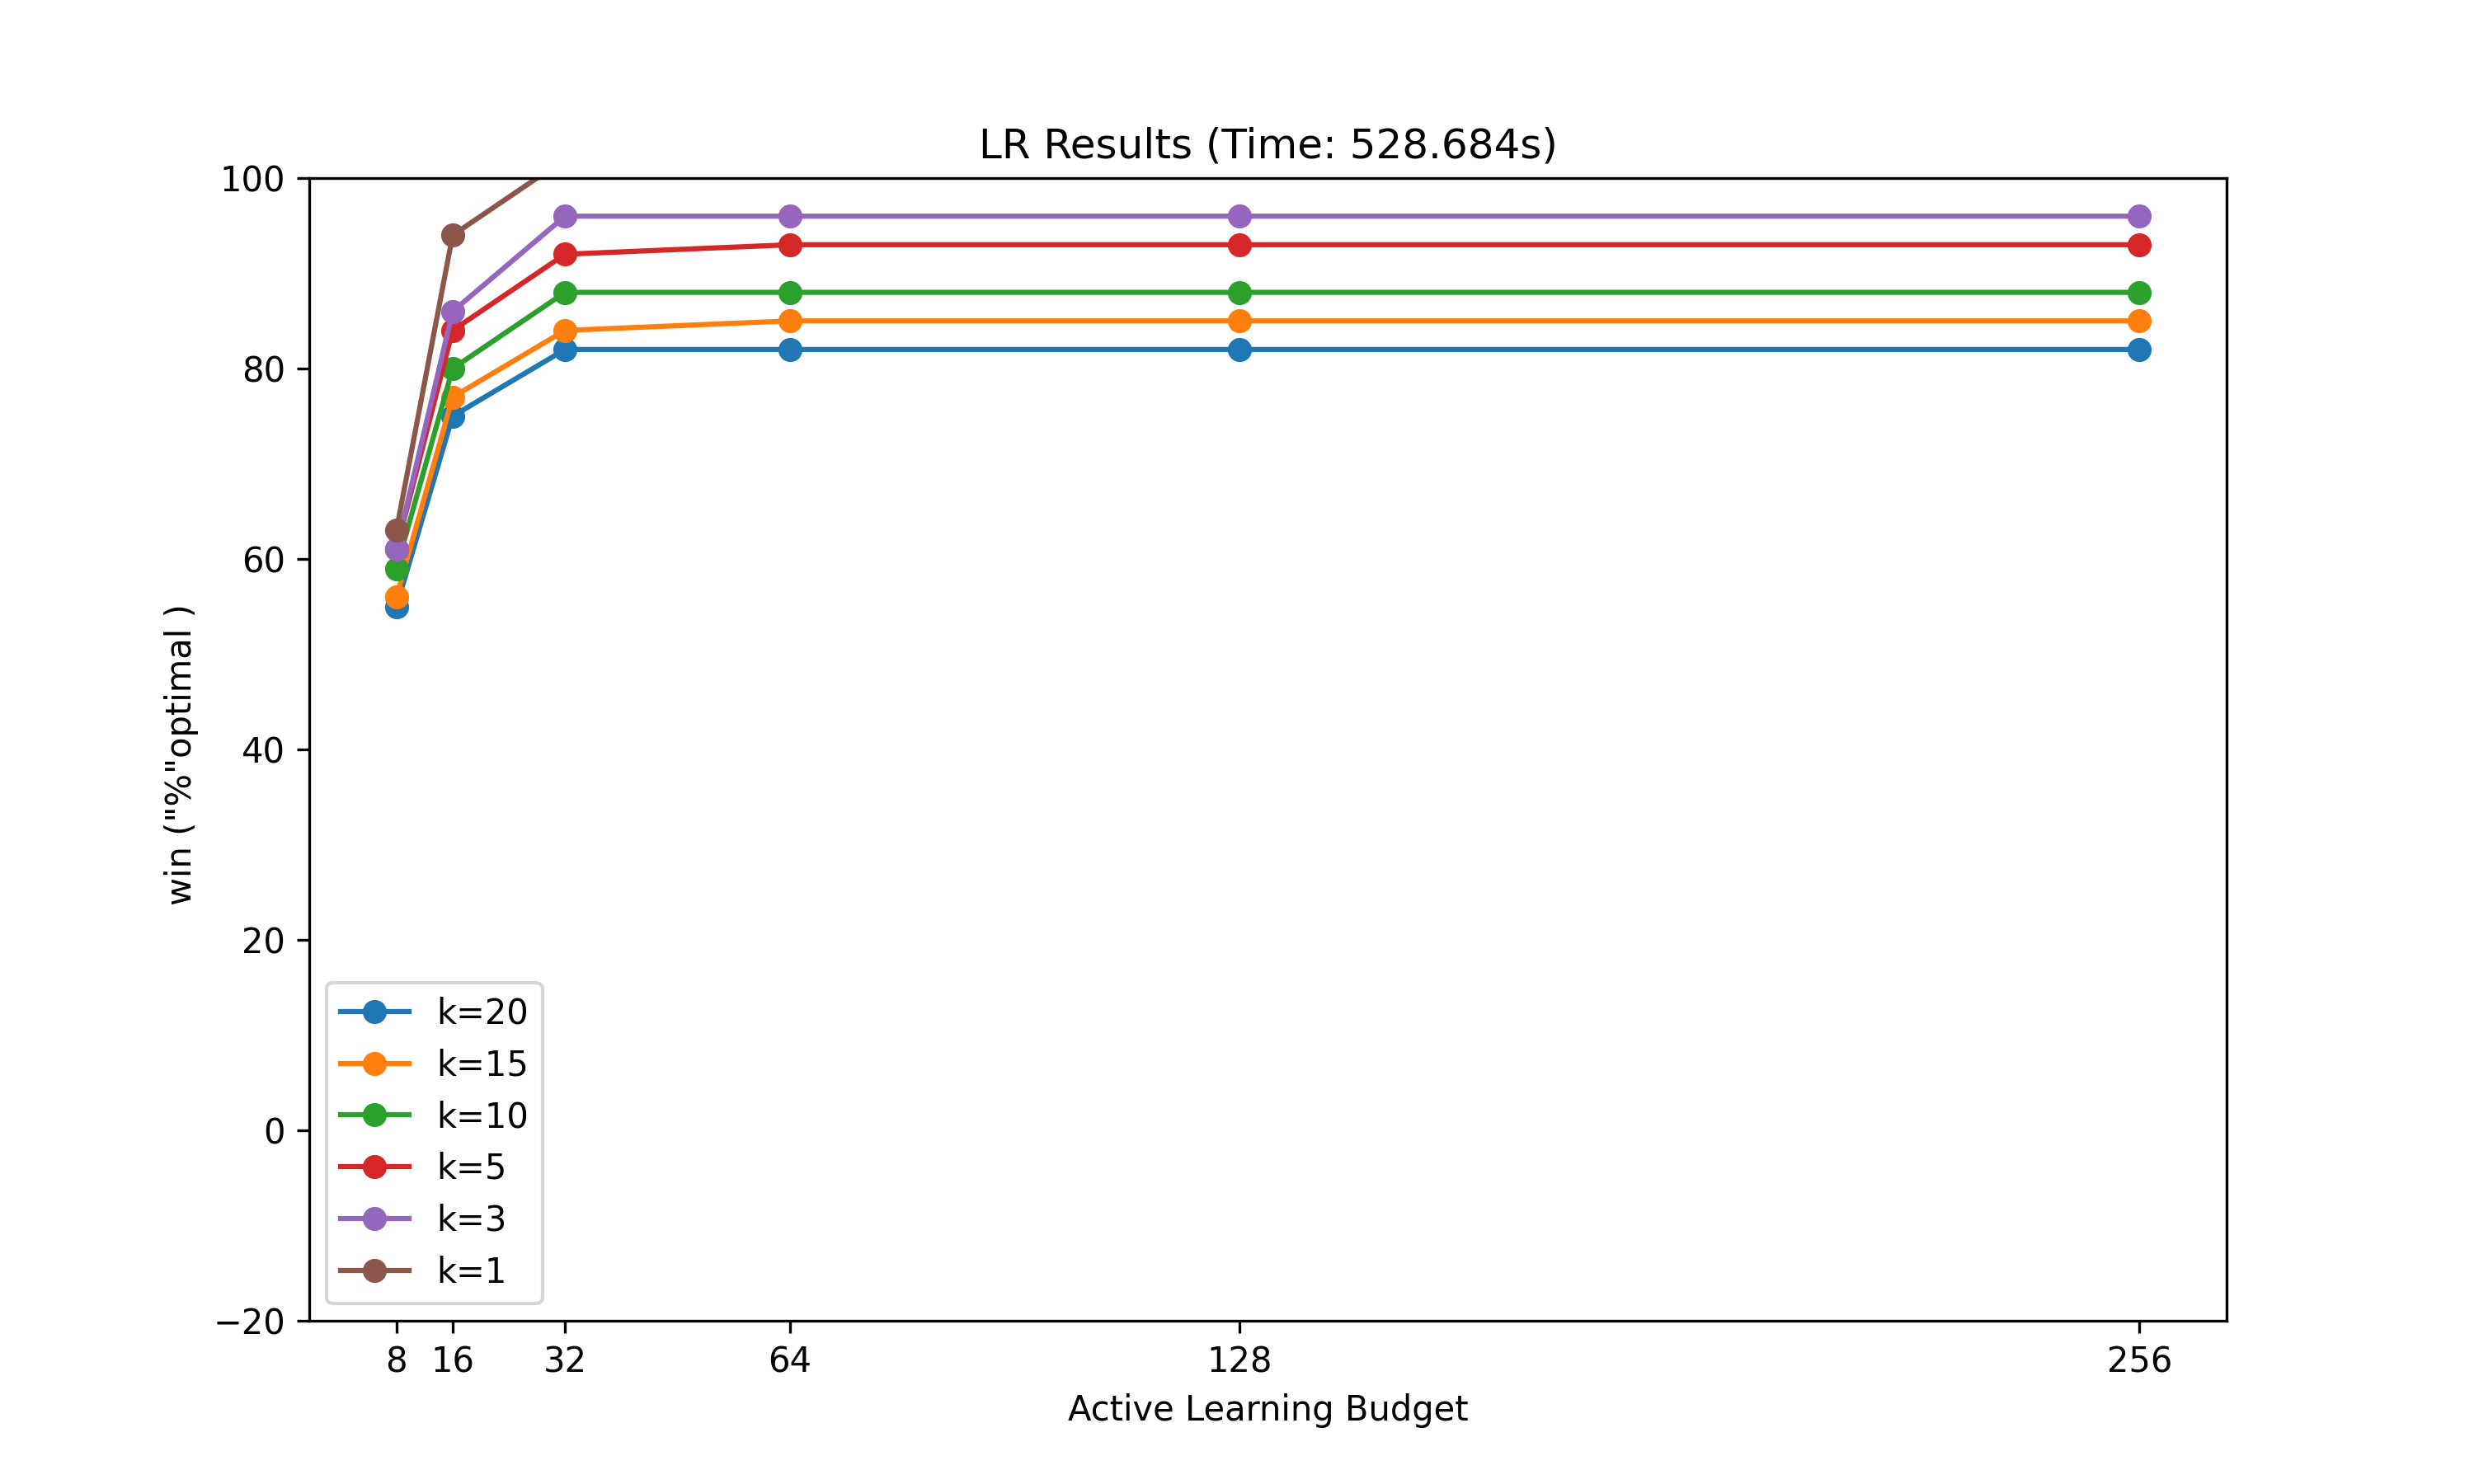 LR Results (Time: 528.684s)
100
80
60
40
20
0
−20
win ("%"optimal )
k=20
k=15
k=10
k=5
k=3
k=1
8 16 32 64 128 256
Active Learning Budget